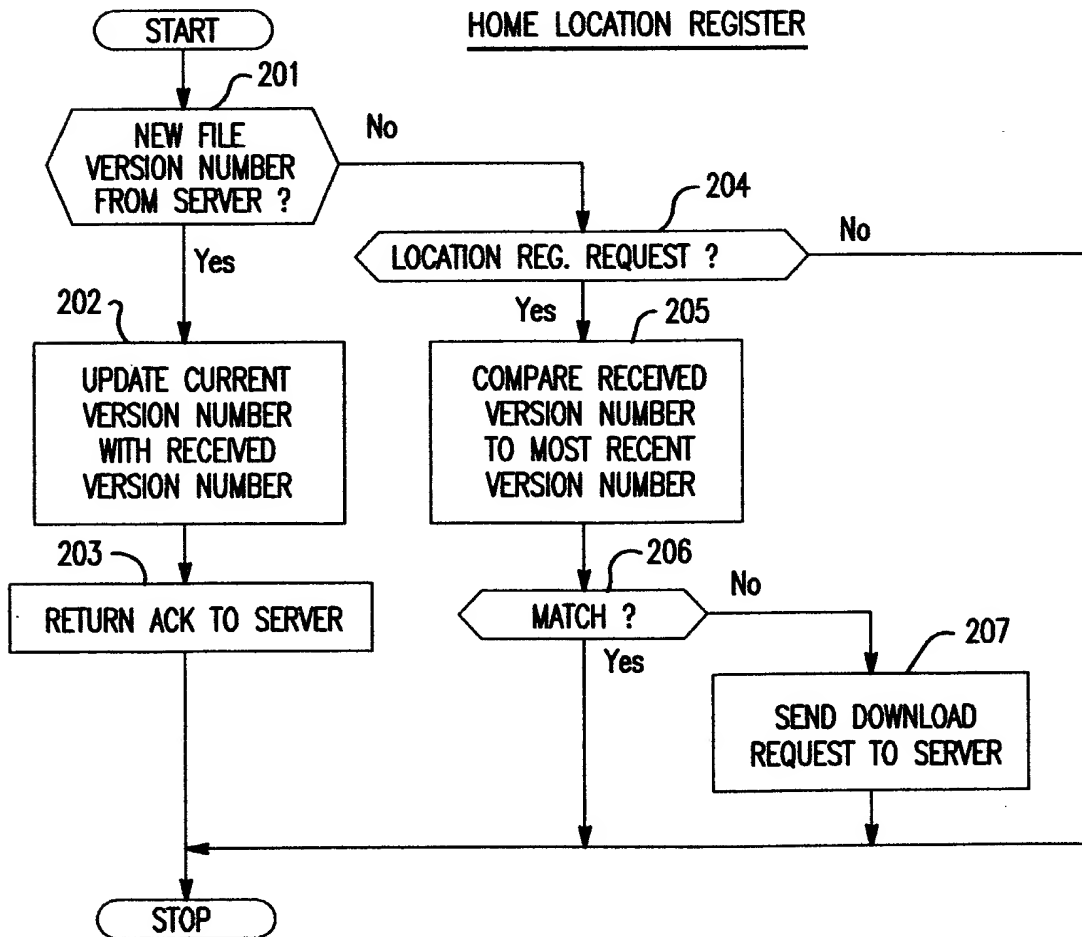 START
HOME LOCATION REGISTER
201
NEW FILE
VERSION NUMBER
FROM SERVER ?
No
Yes
204
LOCATION REG. REQUEST ?
No
Yes
202
UPDATE CURRENT
VERSION NUMBER
WITH RECEIVED
VERSION NUMBER
205
COMPARE RECEIVED
VERSION NUMBER
TO MOST RECENT
VERSION NUMBER
203
RETURN ACK TO SERVER
206
MATCH ?
No
Yes
207
SEND DOWNLOAD
REQUEST TO SERVER
STOP